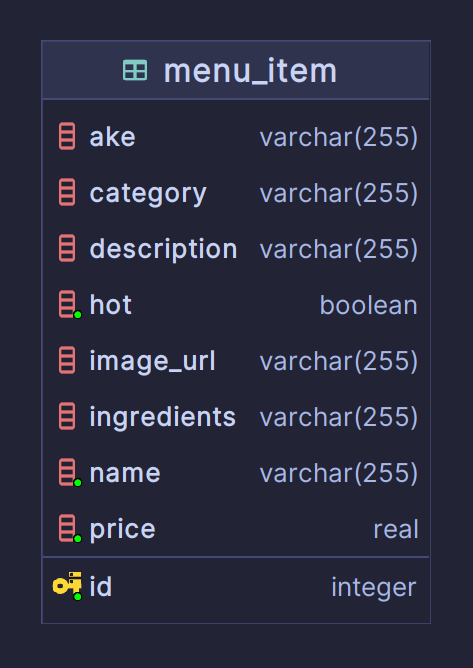 menu_item
ake varchar(255)
category varchar(255)
description varchar(255)
hot boolean
image_url varchar(255)
ingredients varchar(255)
name varchar(255)
price real
id integer